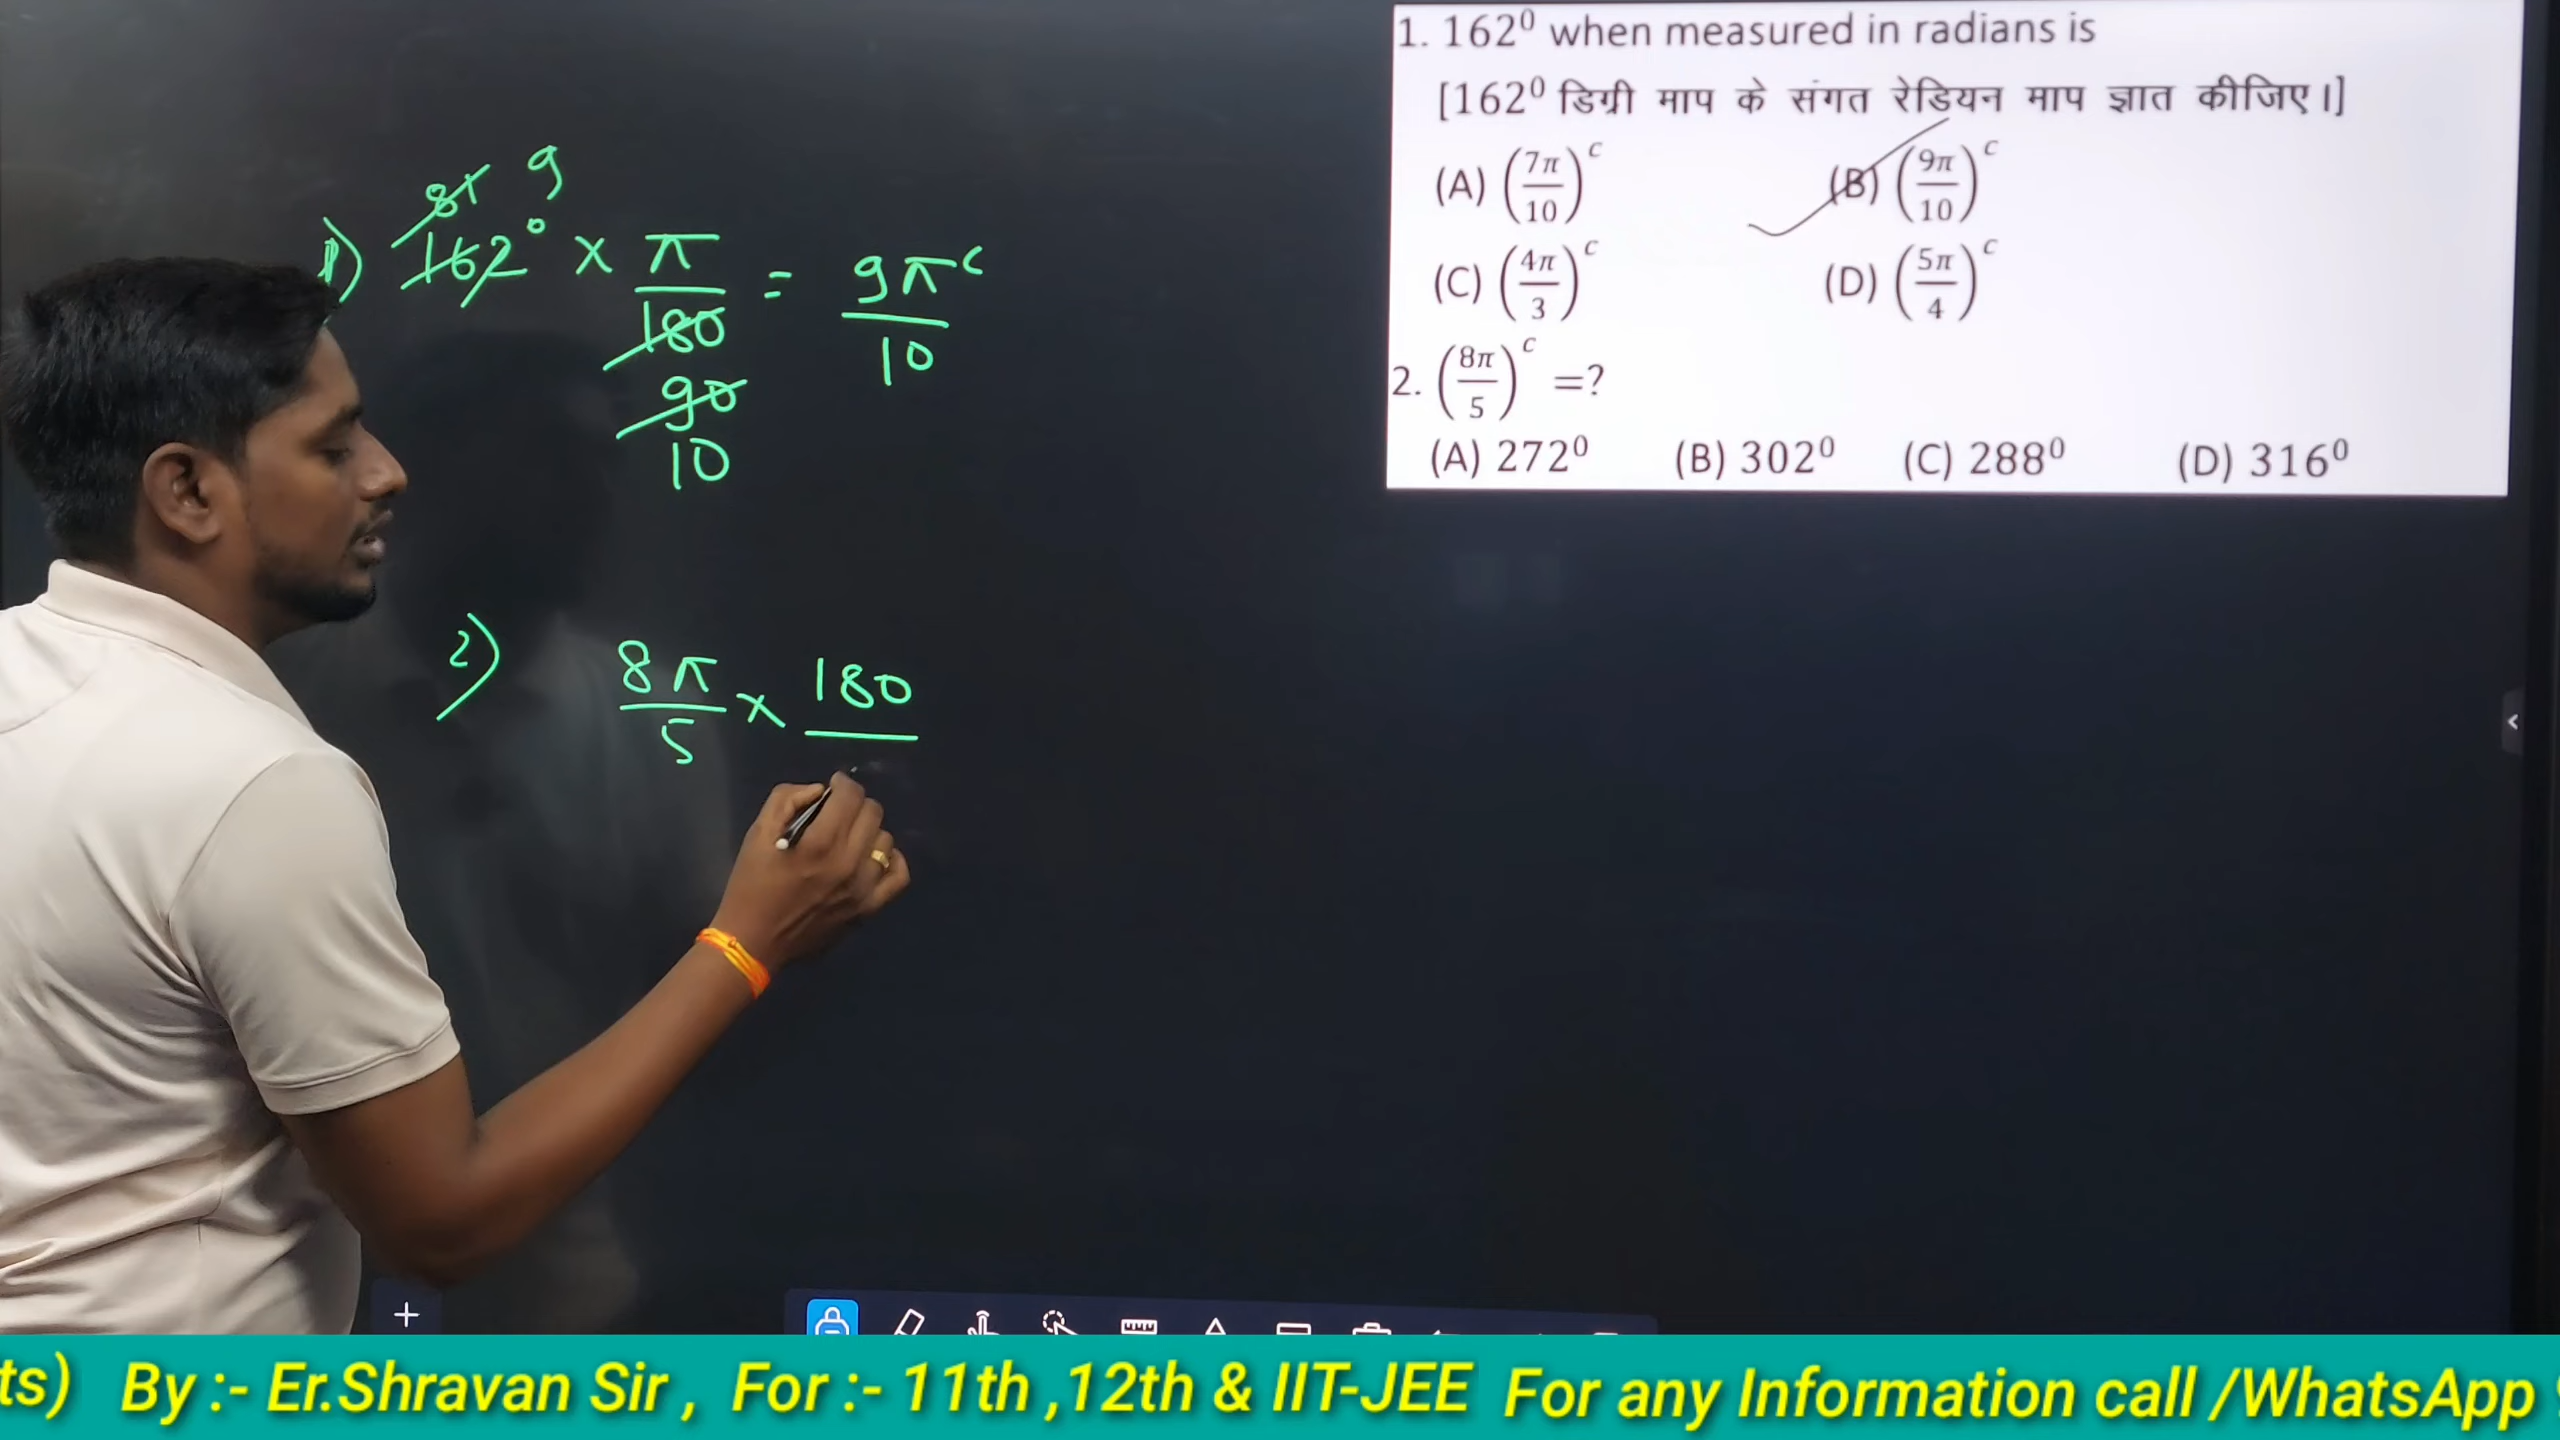 1. 162⁰ when measured in radians is
[162⁰ डिग्री माप के संगत रेडियन माप ज्ञात कीजिए।]
(A) (7π/10)ᶜ (B) (9π/10)ᶜ
(C) (4π/3)ᶜ (D) (5π/4)ᶜ
2. (8π/5)ᶜ =?
(A) 272⁰ (B) 302⁰ (C) 288⁰ (D) 316⁰
81 9
1) 162° × π/180 = 9πᶜ/10
90
10
2) 8π/5 × 180
ts) By :- Er.Shravan Sir , For :- 11th ,12th & IIT-JEE For any Information call /WhatsApp